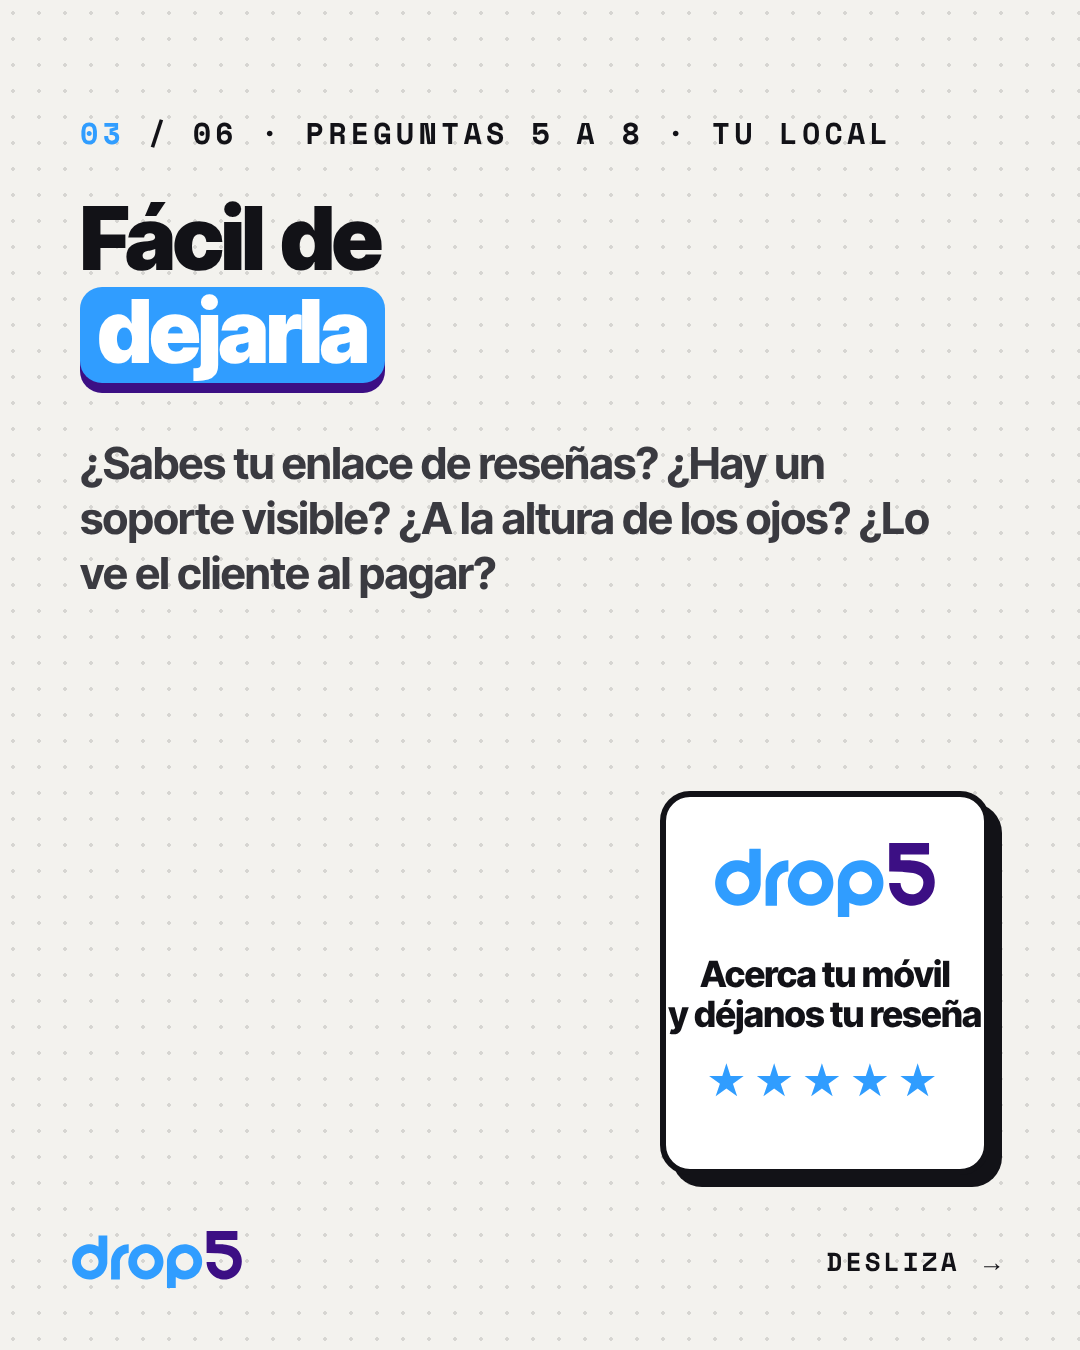 03 / 06 · PREGUNTAS 5 A 8 · TU LOCAL
Fácil de
dejarla
¿Sabes tu enlace de reseñas? ¿Hay un
soporte visible? ¿A la altura de los ojos? ¿Lo
ve el cliente al pagar?
drop5
Acerca tu móvil
y déjanos tu reseña
★★★★★
drop5
DESLIZA →